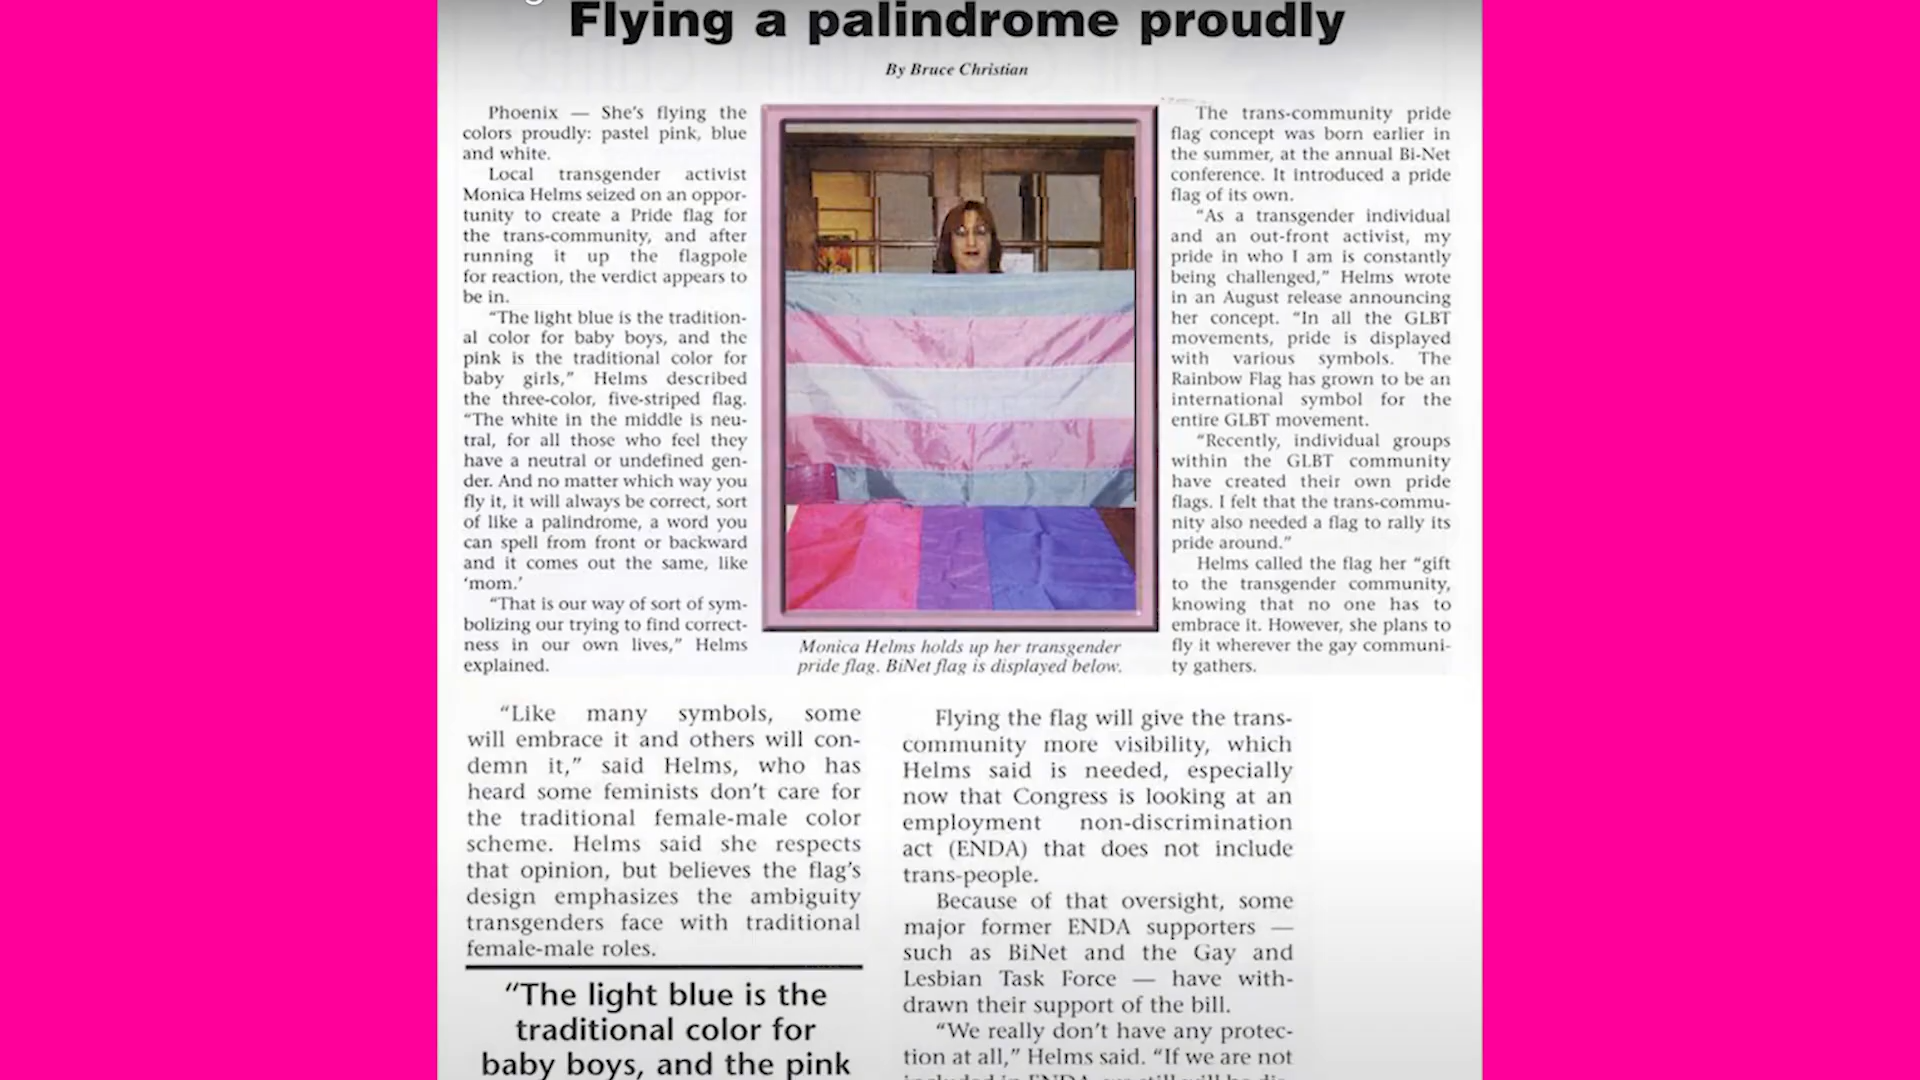 Flying a palindrome proudly
By Bruce Christian
Phoenix — She's flying the
colors proudly: pastel pink, blue
and white.
Local transgender activist
Monica Helms seized on an oppor-
tunity to create a Pride flag for
the trans-community, and after
running it up the flagpole
for reaction, the verdict appears to
be in.
"The light blue is the tradition-
al color for baby boys, and the
pink is the traditional color for
baby girls," Helms described
the three-color, five-striped flag.
"The white in the middle is neu-
tral, for all those who feel they
have a neutral or undefined gen-
der. And no matter which way you
fly it, it will always be correct, sort
of like a palindrome, a word you
can spell from front or backward
and it comes out the same, like
'mom.'
"That is our way of sort of sym-
bolizing our trying to find correct-
ness in our own lives," Helms
explained.
Monica Helms holds up her transgender
pride flag. BiNet flag is displayed below.
The trans-community pride
flag concept was born earlier in
the summer, at the annual Bi-Net
conference. It introduced a pride
flag of its own.
"As a transgender individual
and an out-front activist, my
pride in who I am is constantly
being challenged," Helms wrote
in an August release announcing
her concept. "In all the GLBT
movements, pride is displayed
with various symbols. The
Rainbow Flag has grown to be an
international symbol for the
entire GLBT movement.
"Recently, individual groups
within the GLBT community
have created their own pride
flags. I felt that the trans-commu-
nity also needed a flag to rally its
pride around."
Helms called the flag her "gift
to the transgender community,
knowing that no one has to
embrace it. However, she plans to
fly it wherever the gay communi-
ty gathers.
"Like many symbols, some
will embrace it and others will con-
demn it," said Helms, who has
heard some feminists don't care for
the traditional female-male color
scheme. Helms said she respects
that opinion, but believes the flag's
design emphasizes the ambiguity
transgenders face with traditional
female-male roles.
"The light blue is the
traditional color for
baby boys, and the pink
Flying the flag will give the trans-
community more visibility, which
Helms said is needed, especially
now that Congress is looking at an
employment non-discrimination
act (ENDA) that does not include
trans-people.
Because of that oversight, some
major former ENDA supporters —
such as BiNet and the Gay and
Lesbian Task Force — have with-
drawn their support of the bill.
"We really don't have any protec-
tion at all," Helms said. "If we are not